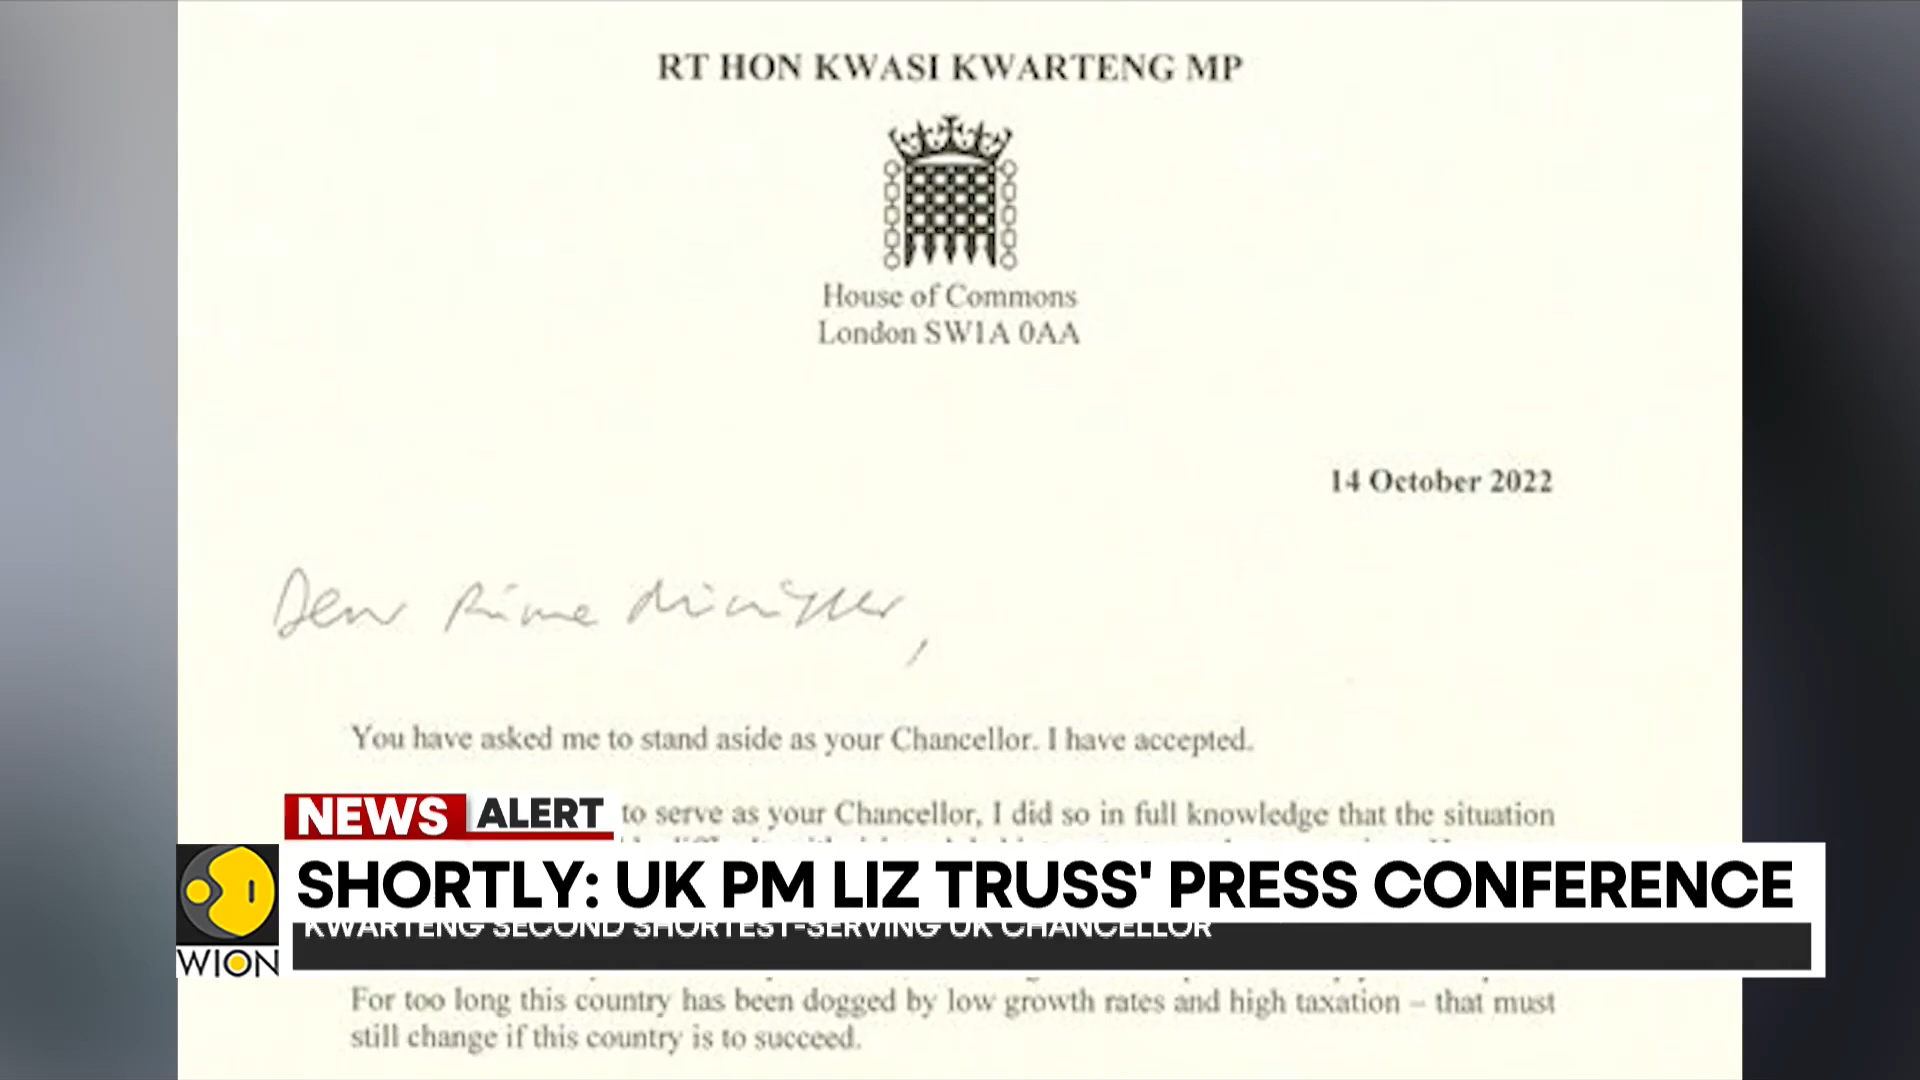 RT HON KWASI KWARTENG MP
House of Commons
London SW1A 0AA
14 October 2022
Dear Prime Minister,
You have asked me to stand aside as your Chancellor. I have accepted.
NEWS ALERT
to serve as your Chancellor, I did so in full knowledge that the situation
SHORTLY: UK PM LIZ TRUSS' PRESS CONFERENCE
KWARTENG SECOND SHORTEST-SERVING UK CHANCELLOR
WION
For too long this country has been dogged by low growth rates and high taxation – that must
still change if this country is to succeed.